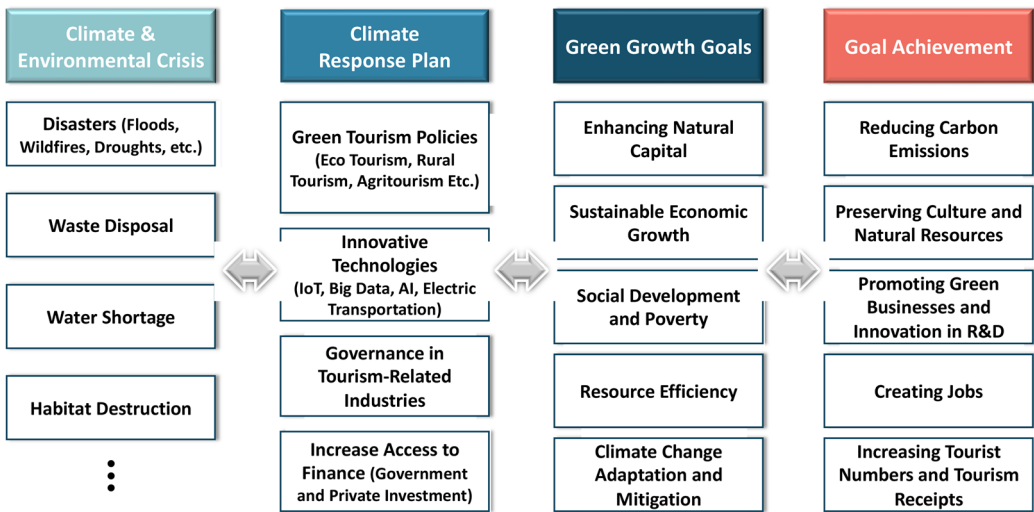 Climate &
Environmental Crisis
Disasters (Floods,
Wildfires, Droughts, etc.)
Waste Disposal
Water Shortage
Habitat Destruction
Climate
Response Plan
Green Tourism Policies
(Eco Tourism, Rural
Tourism, Agritourism Etc.)
Innovative
Technologies
(IoT, Big Data, AI, Electric
Transportation)
Governance in
Tourism-Related
Industries
Increase Access to
Finance (Government
and Private Investment)
Green Growth Goals
Enhancing Natural
Capital
Sustainable Economic
Growth
Social Development
and Poverty
Resource Efficiency
Climate Change
Adaptation and
Mitigation
Goal Achievement
Reducing Carbon
Emissions
Preserving Culture and
Natural Resources
Promoting Green
Businesses and
Innovation in R&D
Creating Jobs
Increasing Tourist
Numbers and Tourism
Receipts